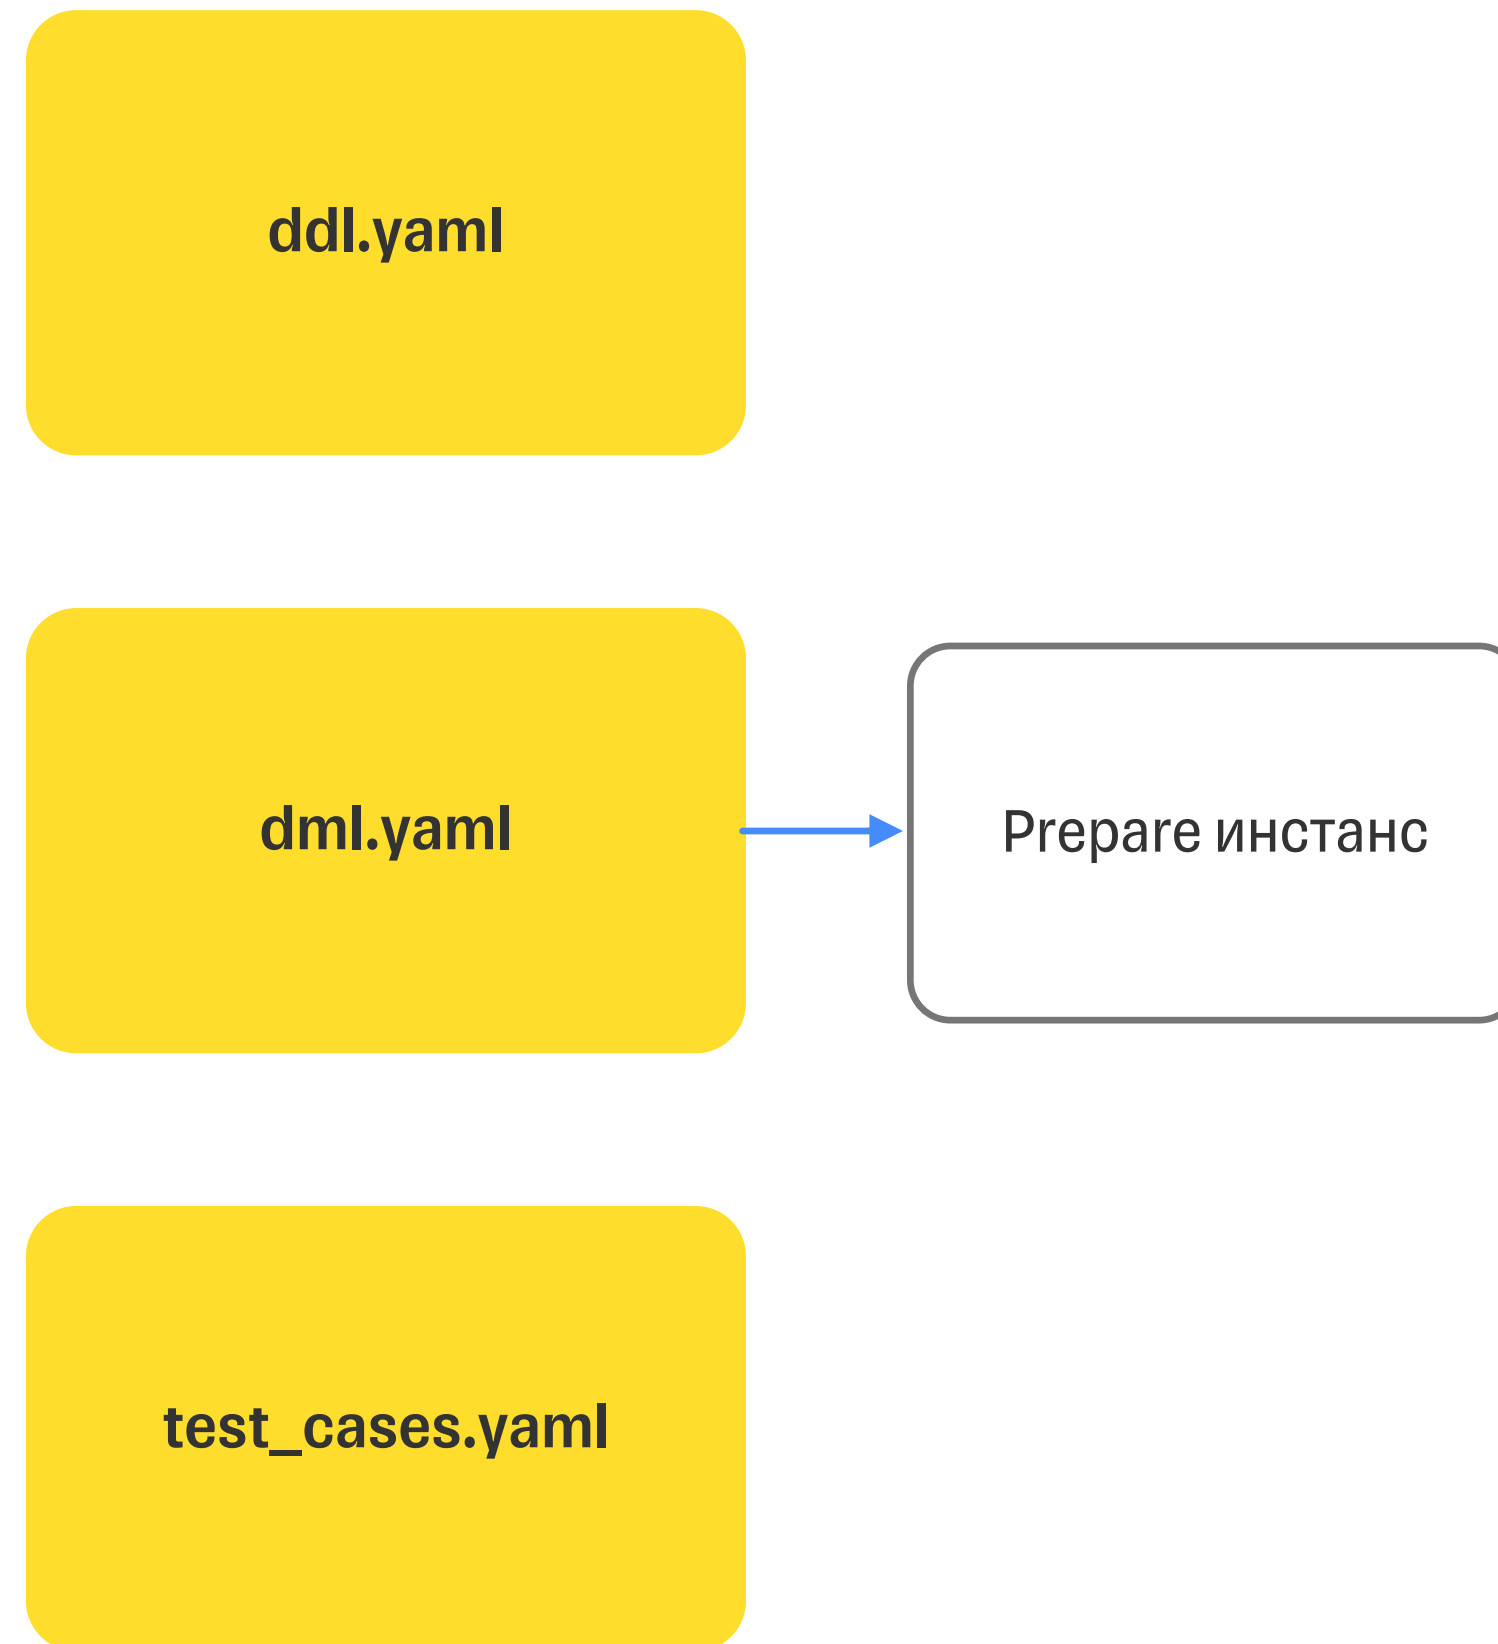 ddl.yaml
dml.yaml
Prepare инстанс
test_cases.yaml